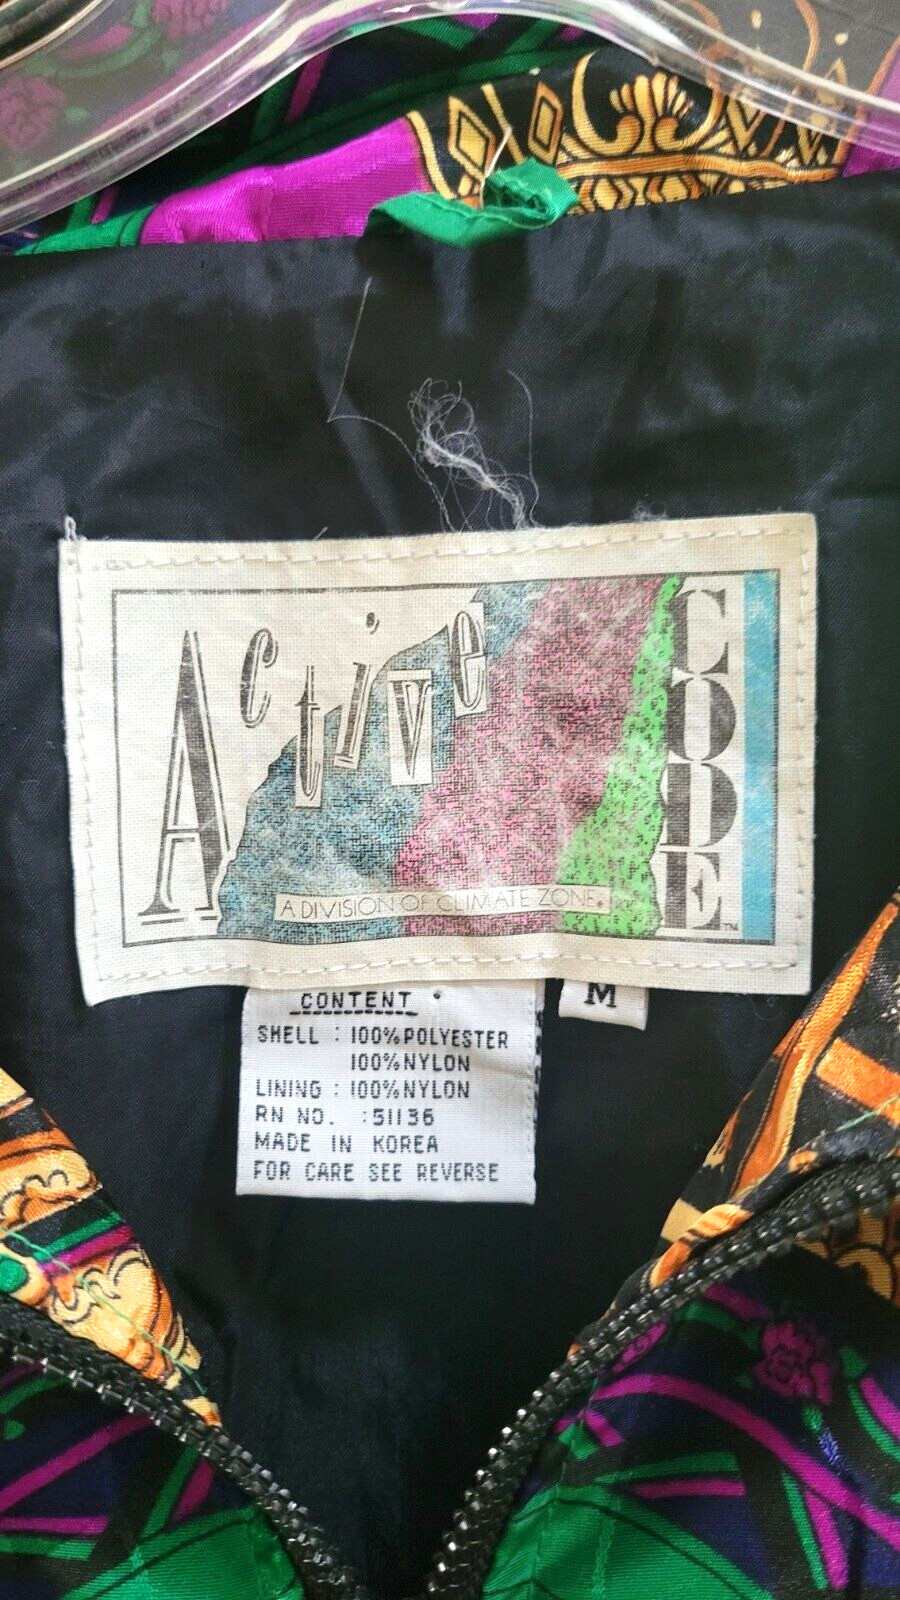 Active
CODE™
A DIVISION OF CLIMATE ZONE®
M
CONTENT
SHELL : 100%POLYESTER
100%NYLON
LINING : 100%NYLON
RN NO. :51136
MADE IN KOREA
FOR CARE SEE REVERSE